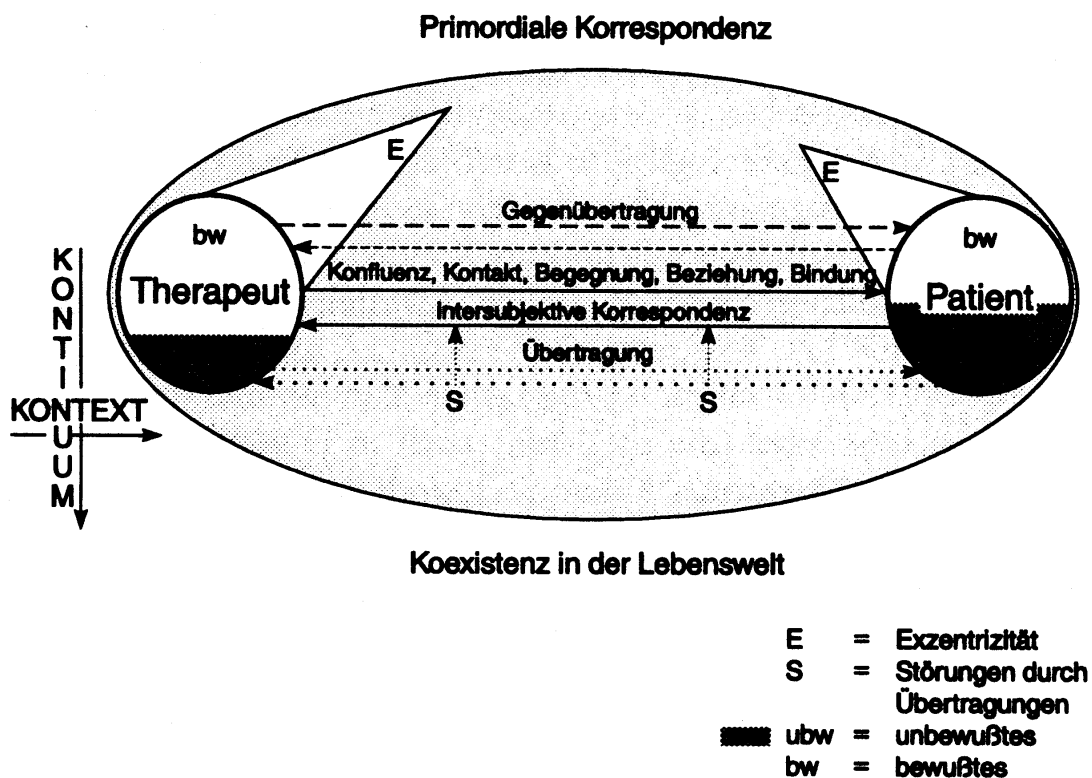 Primordiale Korrespondenz
E
E
Gegenübertragung
bw
bw
Konfluenz, Kontakt, Begegnung, Beziehung, Bindung
Therapeut
Patient
Intersubjektive Korrespondenz
Übertragung
S
S
KONTINUUM
KONTEXT
Koexistenz in der Lebenswelt
E = Exzentrizität
S = Störungen durch
Übertragungen
ubw = unbewußtes
bw = bewußtes